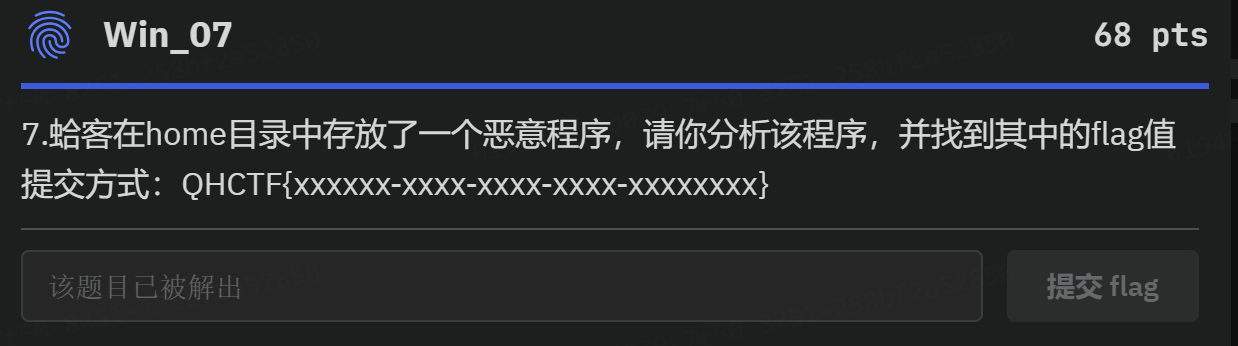 Win_07
68 pts
7.蛤客在home目录中存放了一个恶意程序，请你分析该程序，并找到其中的flag值
提交方式：QHCTF{xxxxxx-xxxx-xxxx-xxxx-xxxxxxxx}
该题目已被解出
提交 flag